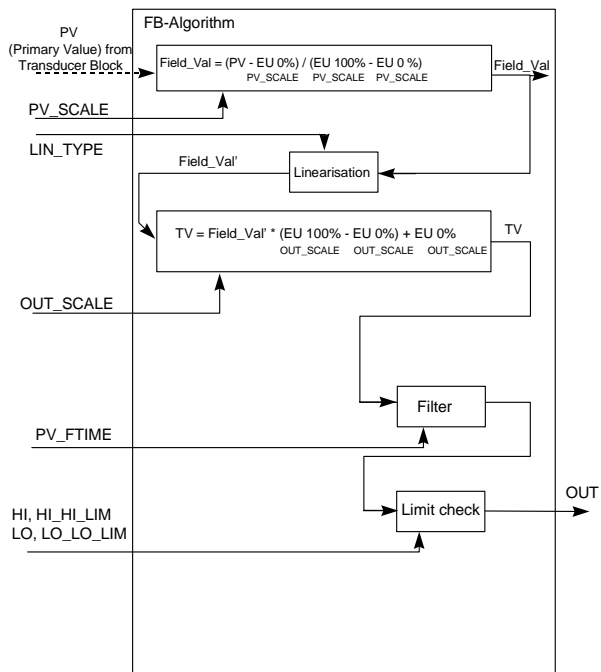 FB-Algorithm
PV
(Primary Value) from
Transducer Block
Field_Val = (PV - EU 0%) / (EU 100% - EU 0 %)
PV_SCALE PV_SCALE PV_SCALE
Field_Val
PV_SCALE
LIN_TYPE
Field_Val'
Linearisation
TV = Field_Val' * (EU 100% - EU 0%) + EU 0%
OUT_SCALE OUT_SCALE OUT_SCALE
TV
OUT_SCALE
Filter
PV_FTIME
OUT
Limit check
HI, HI_HI_LIM
LO, LO_LO_LIM